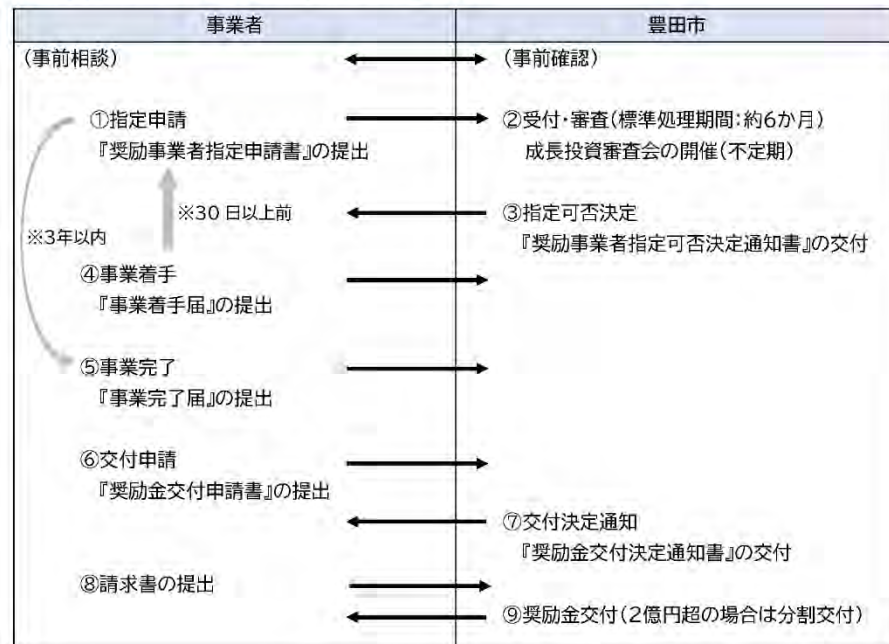 事業者
豊田市
(事前相談)
(事前確認)
①指定申請
『奨励事業者指定申請書』の提出
②受付・審査(標準処理期間:約6か月)
成長投資審査会の開催(不定期)
※30日以上前
③指定可否決定
『奨励事業者指定可否決定通知書』の交付
※3年以内
④事業着手
『事業着手届』の提出
⑤事業完了
『事業完了届』の提出
⑥交付申請
『奨励金交付申請書』の提出
⑦交付決定通知
『奨励金交付決定通知書』の交付
⑧請求書の提出
⑨奨励金交付(2億円超の場合は分割交付)